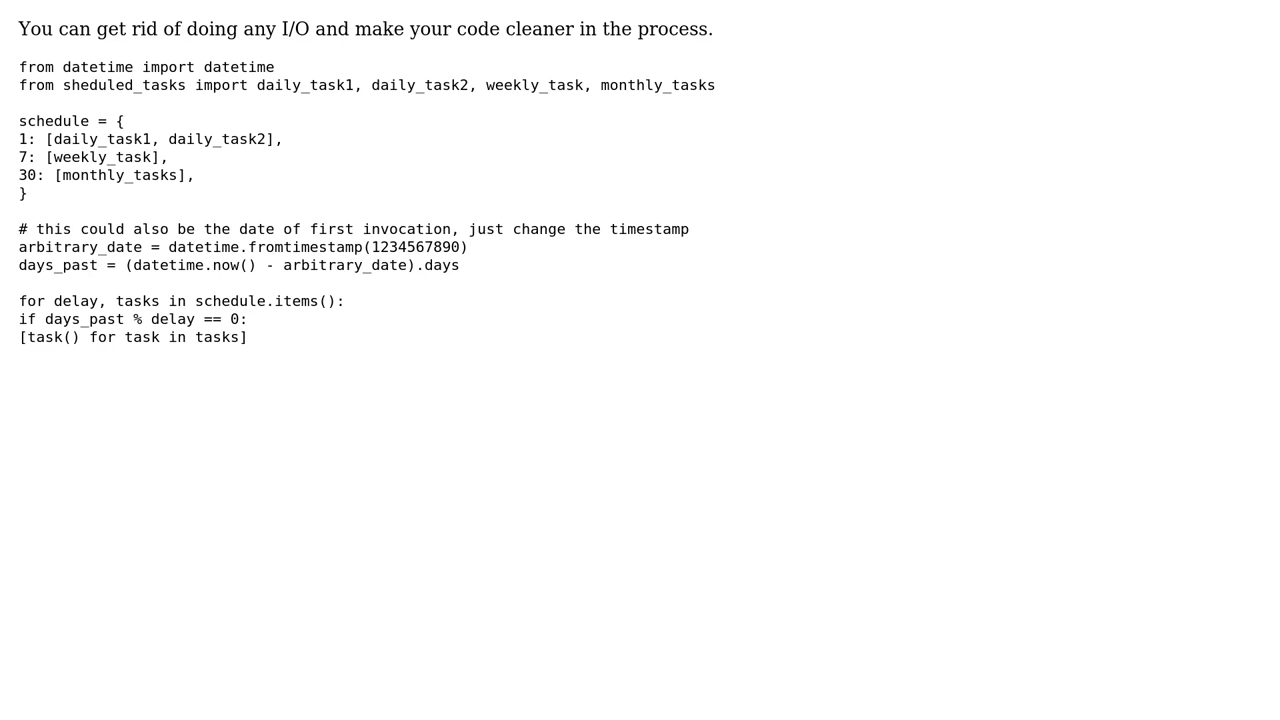 You can get rid of doing any I/O and make your code cleaner in the process.
from datetime import datetime
from sheduled_tasks import daily_task1, daily_task2, weekly_task, monthly_tasks
schedule = {
1: [daily_task1, daily_task2],
7: [weekly_task],
30: [monthly_tasks],
}
# this could also be the date of first invocation, just change the timestamp
arbitrary_date = datetime.fromtimestamp(1234567890)
days_past = (datetime.now() - arbitrary_date).days
for delay, tasks in schedule.items():
if days_past % delay == 0:
[task() for task in tasks]